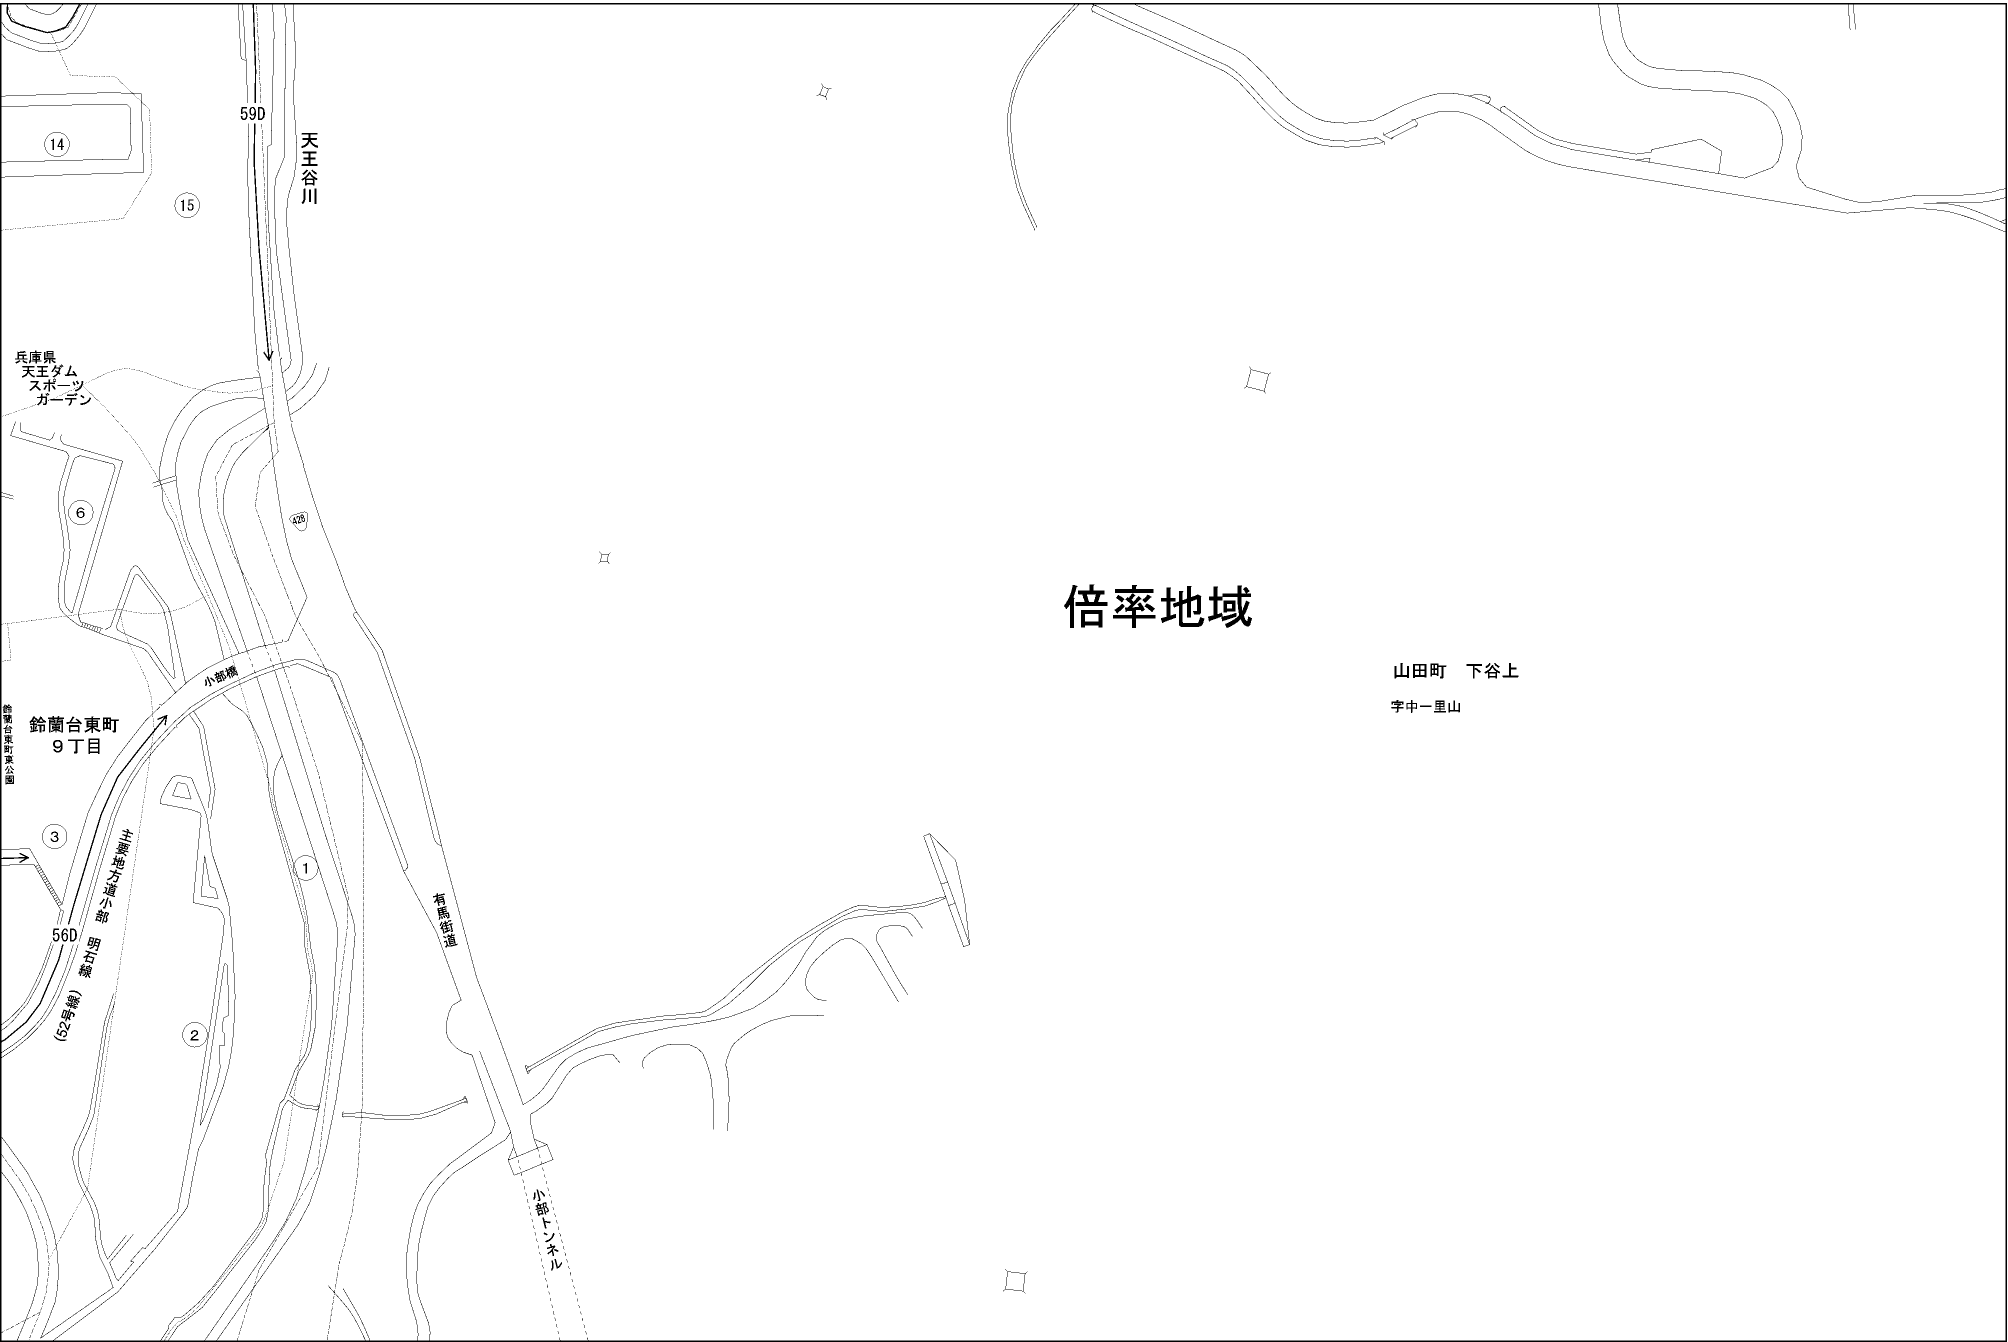 59D
14
天王谷川
15
兵庫県
天王ダム
スポーツ
ガーデン
6
428
倍率地域
山田町 下谷上
字中一里山
小部橋
鈴蘭台東町
9丁目
鈴蘭台東町東公園
3
主要地方道小部 明石線
(52号線)
1
56D
有馬街道
2
小部トンネル